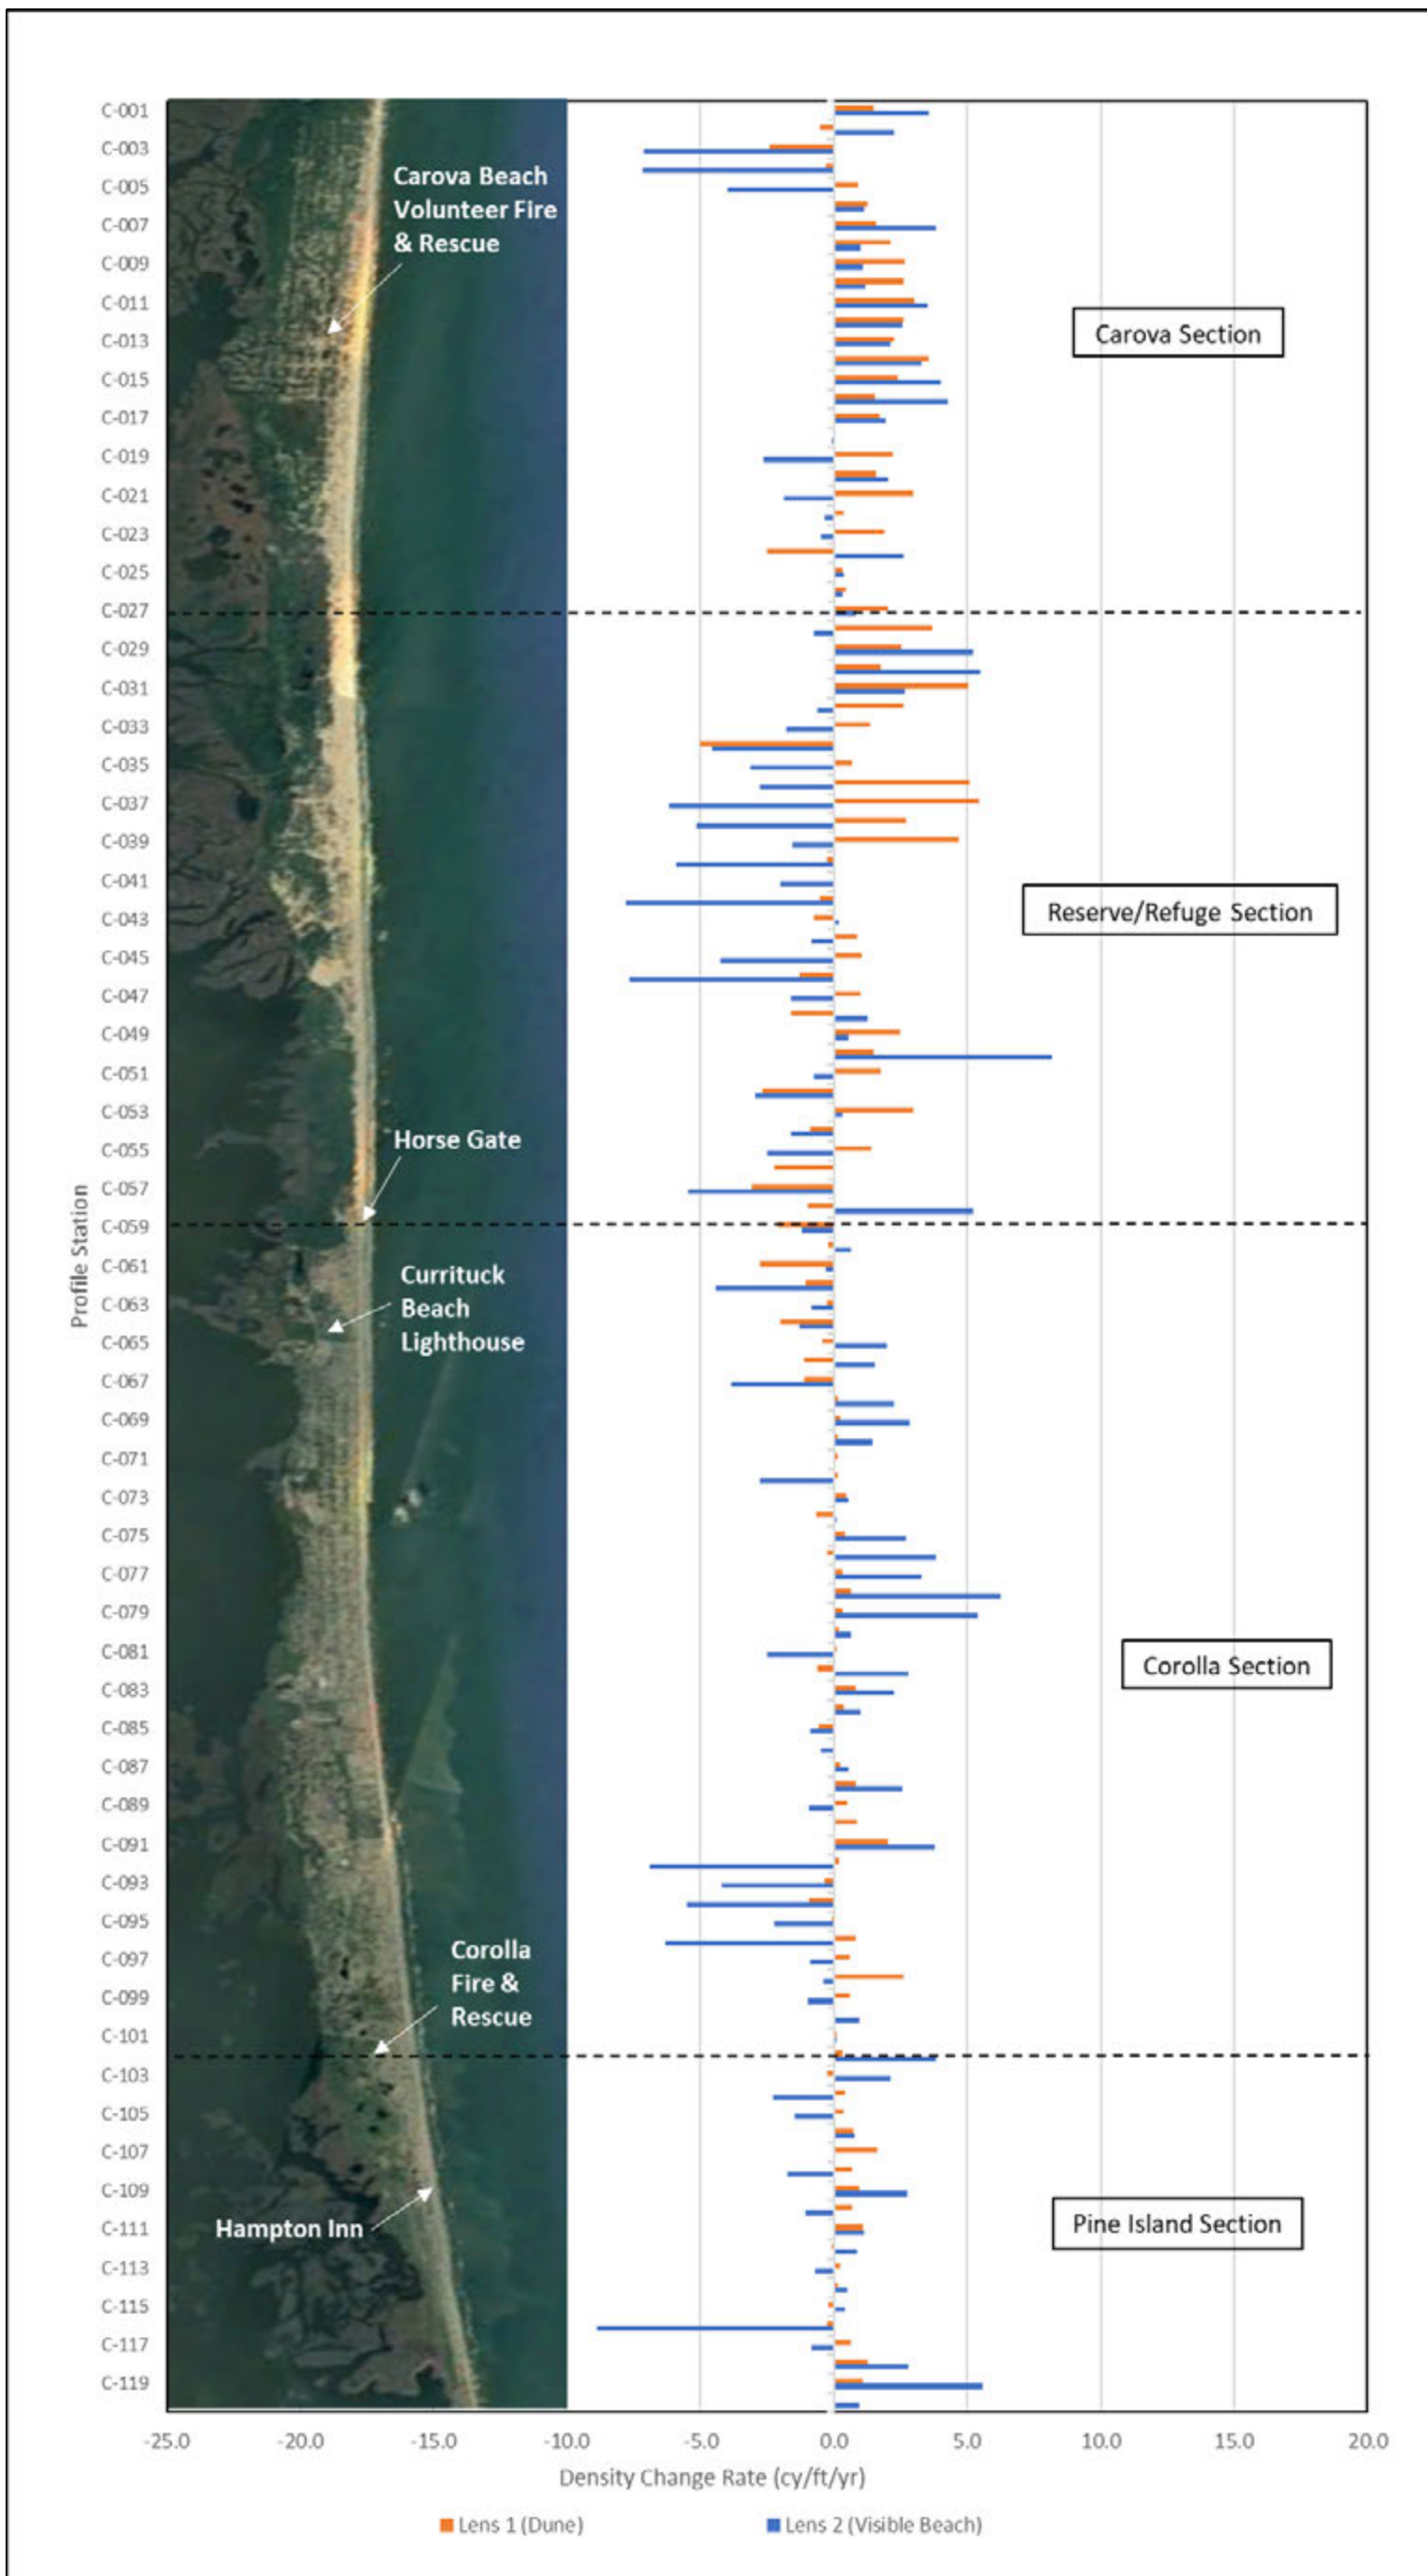 C-001
C-003
C-005
C-007
C-009
C-011
C-013
C-015
C-017
C-019
C-021
C-023
C-025
C-027
C-029
C-031
C-033
C-035
C-037
C-039
C-041
C-043
C-045
C-047
C-049
C-051
C-053
C-055
C-057
C-059
C-061
C-063
C-065
C-067
C-069
C-071
C-073
C-075
C-077
C-079
C-081
C-083
C-085
C-087
C-089
C-091
C-093
C-095
C-097
C-099
C-101
C-103
C-105
C-107
C-109
C-111
C-113
C-115
C-117
C-119
Profile Station
Carova Beach
Volunteer Fire
& Rescue
Horse Gate
Currituck
Beach
Lighthouse
Corolla
Fire &
Rescue
Hampton Inn
Carova Section
Reserve/Refuge Section
Corolla Section
Pine Island Section
-25.0 -20.0 -15.0 -10.0 -5.0 0.0 5.0 10.0 15.0 20.0
Density Change Rate (cy/ft/yr)
Lens 1 (Dune) Lens 2 (Visible Beach)